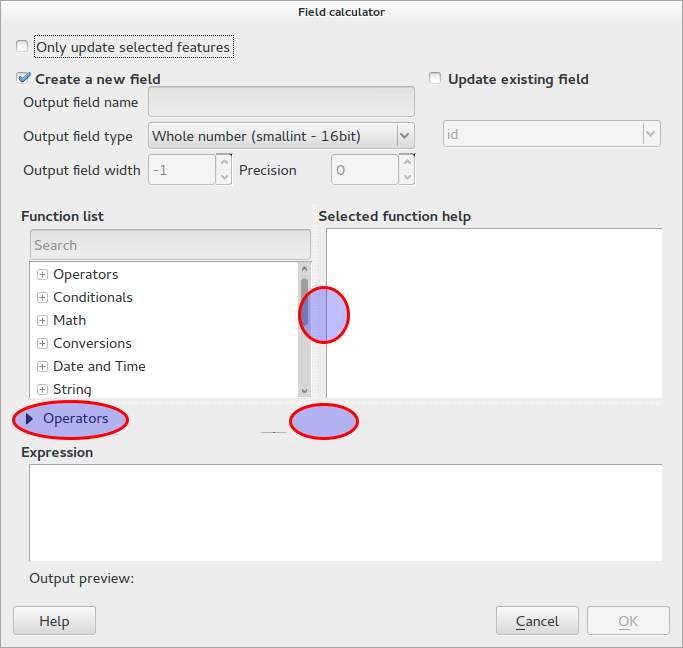 Field calculator
Only update selected features
Create a new field
Update existing field
Output field name
Output field type Whole number (smallint - 16bit)
id
Output field width -1 Precision 0
Function list
Selected function help
Search
Operators
Conditionals
Math
Conversions
Date and Time
String
Operators
Expression
Output preview:
Help
Cancel
OK